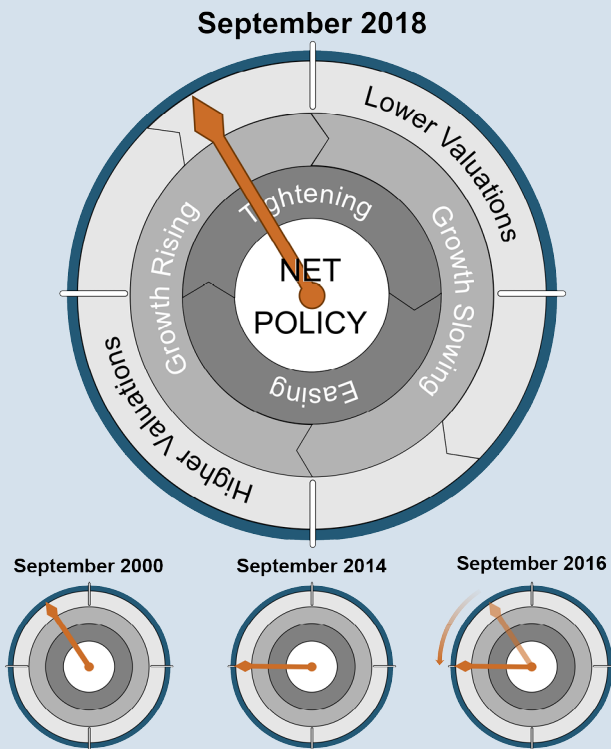 September 2018
Lower Valuations
Growth Rising
Tightening
Growth Slowing
NET
POLICY
Easing
Higher Valuations
September 2000
September 2014
September 2016